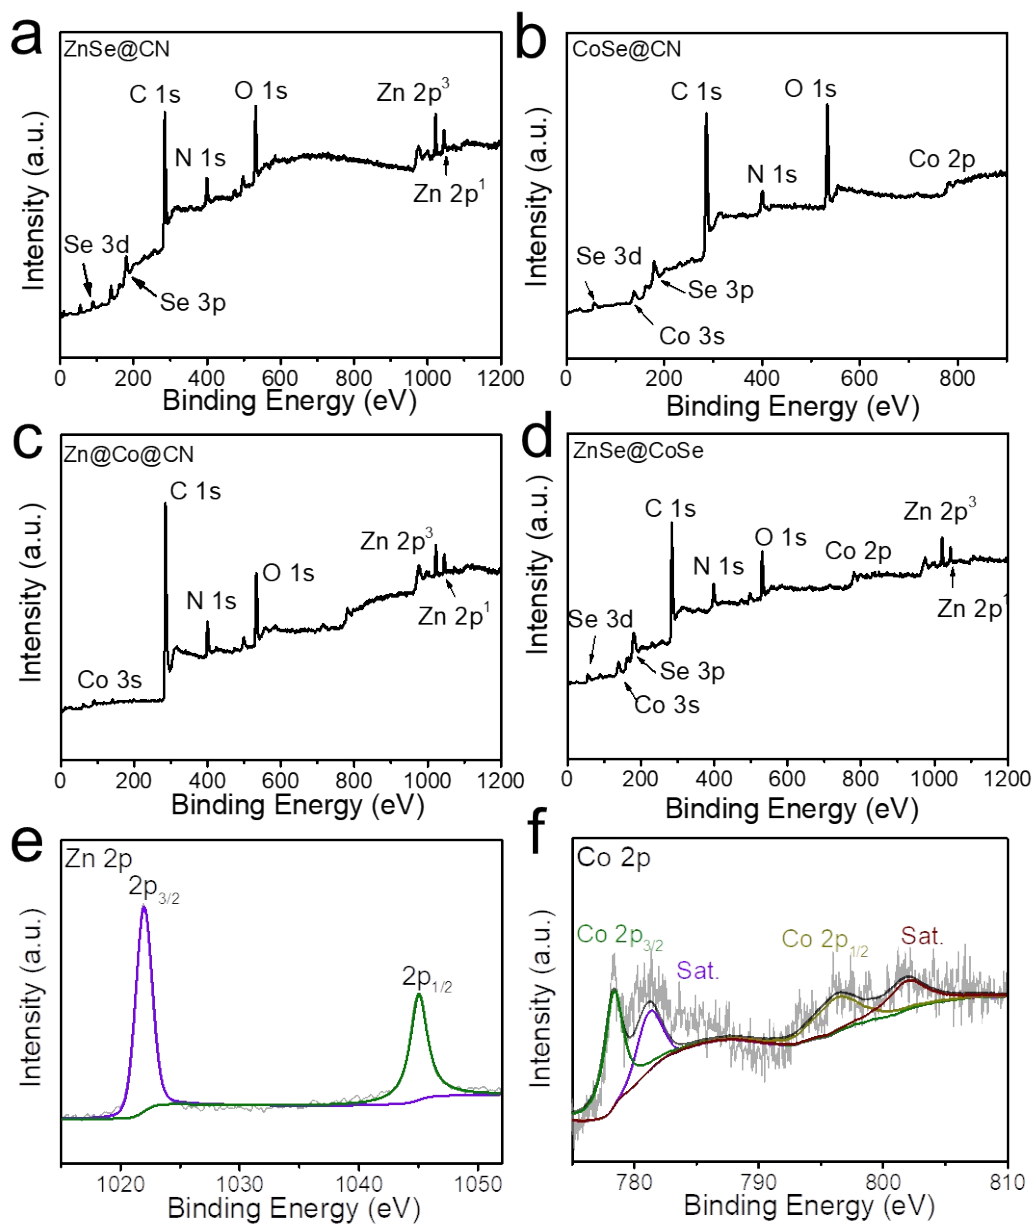 a
ZnSe@CN
C 1s
O 1s
Zn 2p³
N 1s
Zn 2p¹
Se 3d
Se 3p
Intensity (a.u.)
0 200 400 600 800 1000 1200
Binding Energy (eV)
b
CoSe@CN
C 1s
O 1s
N 1s
Co 2p
Se 3d
Se 3p
Co 3s
Intensity (a.u.)
0 200 400 600 800
Binding Energy (eV)
c
Zn@Co@CN
C 1s
Zn 2p³
O 1s
N 1s
Zn 2p¹
Co 3s
Intensity (a.u.)
0 200 400 600 800 1000 1200
Binding Energy (eV)
d
ZnSe@CoSe
C 1s
Zn 2p³
O 1s
Co 2p
N 1s
Zn 2p¹
Se 3d
Se 3p
Co 3s
Intensity (a.u.)
0 200 400 600 800 1000 1200
Binding Energy (eV)
e
Zn 2p
2p3/2
2p1/2
Intensity (a.u.)
1020 1030 1040 1050
Binding Energy (eV)
f
Co 2p
Co 2p3/2
Sat.
Co 2p1/2
Sat.
Intensity (a.u.)
780 790 800 810
Binding Energy (eV)